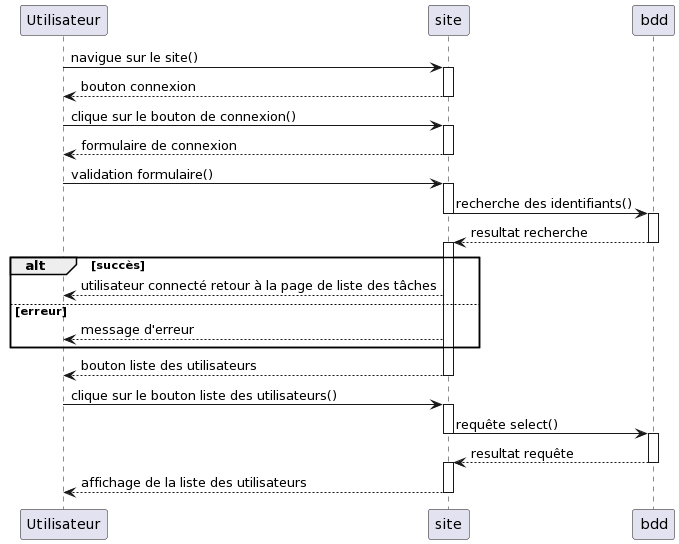 Utilisateur site bdd
navigue sur le site()
bouton connexion
clique sur le bouton de connexion()
formulaire de connexion
validation formulaire()
recherche des identifiants()
resultat recherche
alt [succès]
utilisateur connecté retour à la page de liste des tâches
[erreur]
message d'erreur
bouton liste des utilisateurs
clique sur le bouton liste des utilisateurs()
requête select()
resultat requête
affichage de la liste des utilisateurs
Utilisateur site bdd